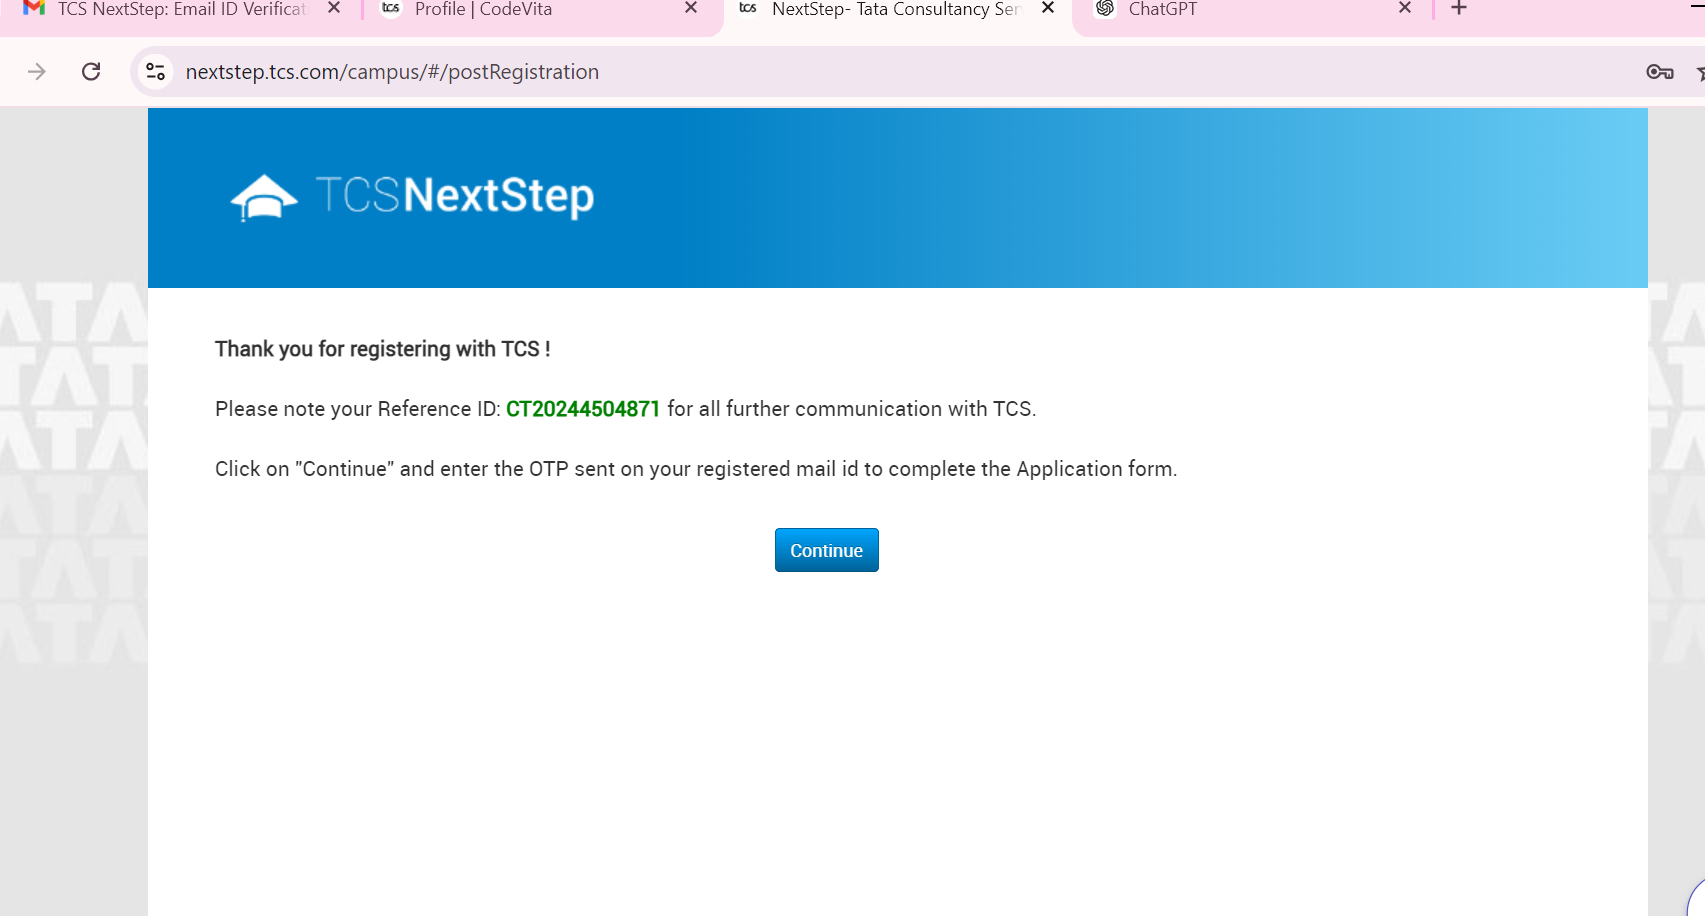 TCS NextStep: Email ID Verificat
Profile | CodeVita
NextStep- Tata Consultancy Ser
ChatGPT
nextstep.tcs.com/campus/#/postRegistration
TCSNextStep
Thank you for registering with TCS !
Please note your Reference ID: CT20244504871 for all further communication with TCS.
Click on "Continue" and enter the OTP sent on your registered mail id to complete the Application form.
Continue